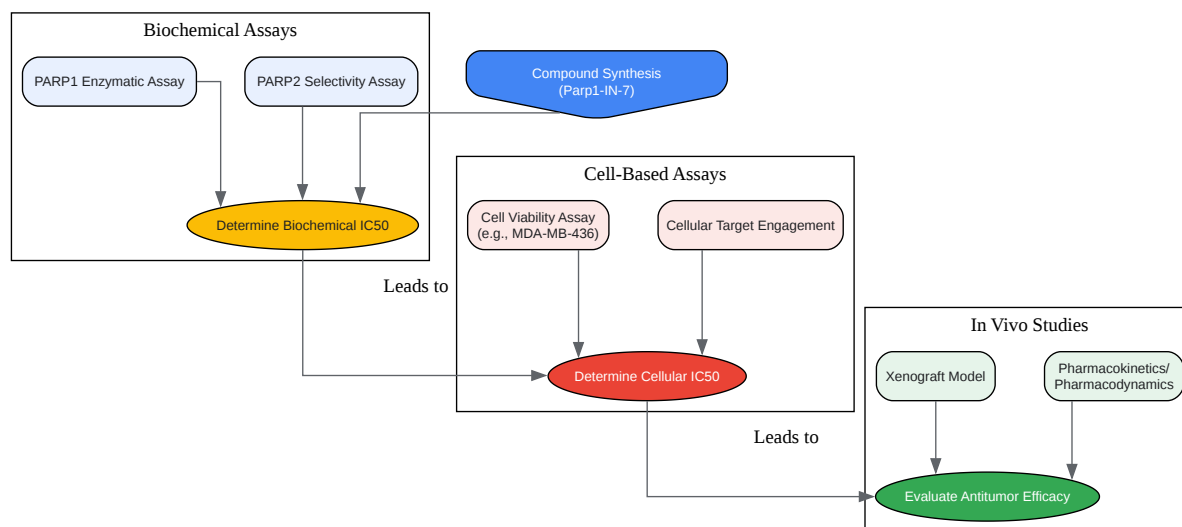 Biochemical Assays
PARP1 Enzymatic Assay
PARP2 Selectivity Assay
Compound Synthesis
(Parp1-IN-7)
Determine Biochemical IC50
Leads to
Cell-Based Assays
Cell Viability Assay
(e.g., MDA-MB-436)
Cellular Target Engagement
Determine Cellular IC50
Leads to
In Vivo Studies
Xenograft Model
Pharmacokinetics/
Pharmacodynamics
Evaluate Antitumor Efficacy